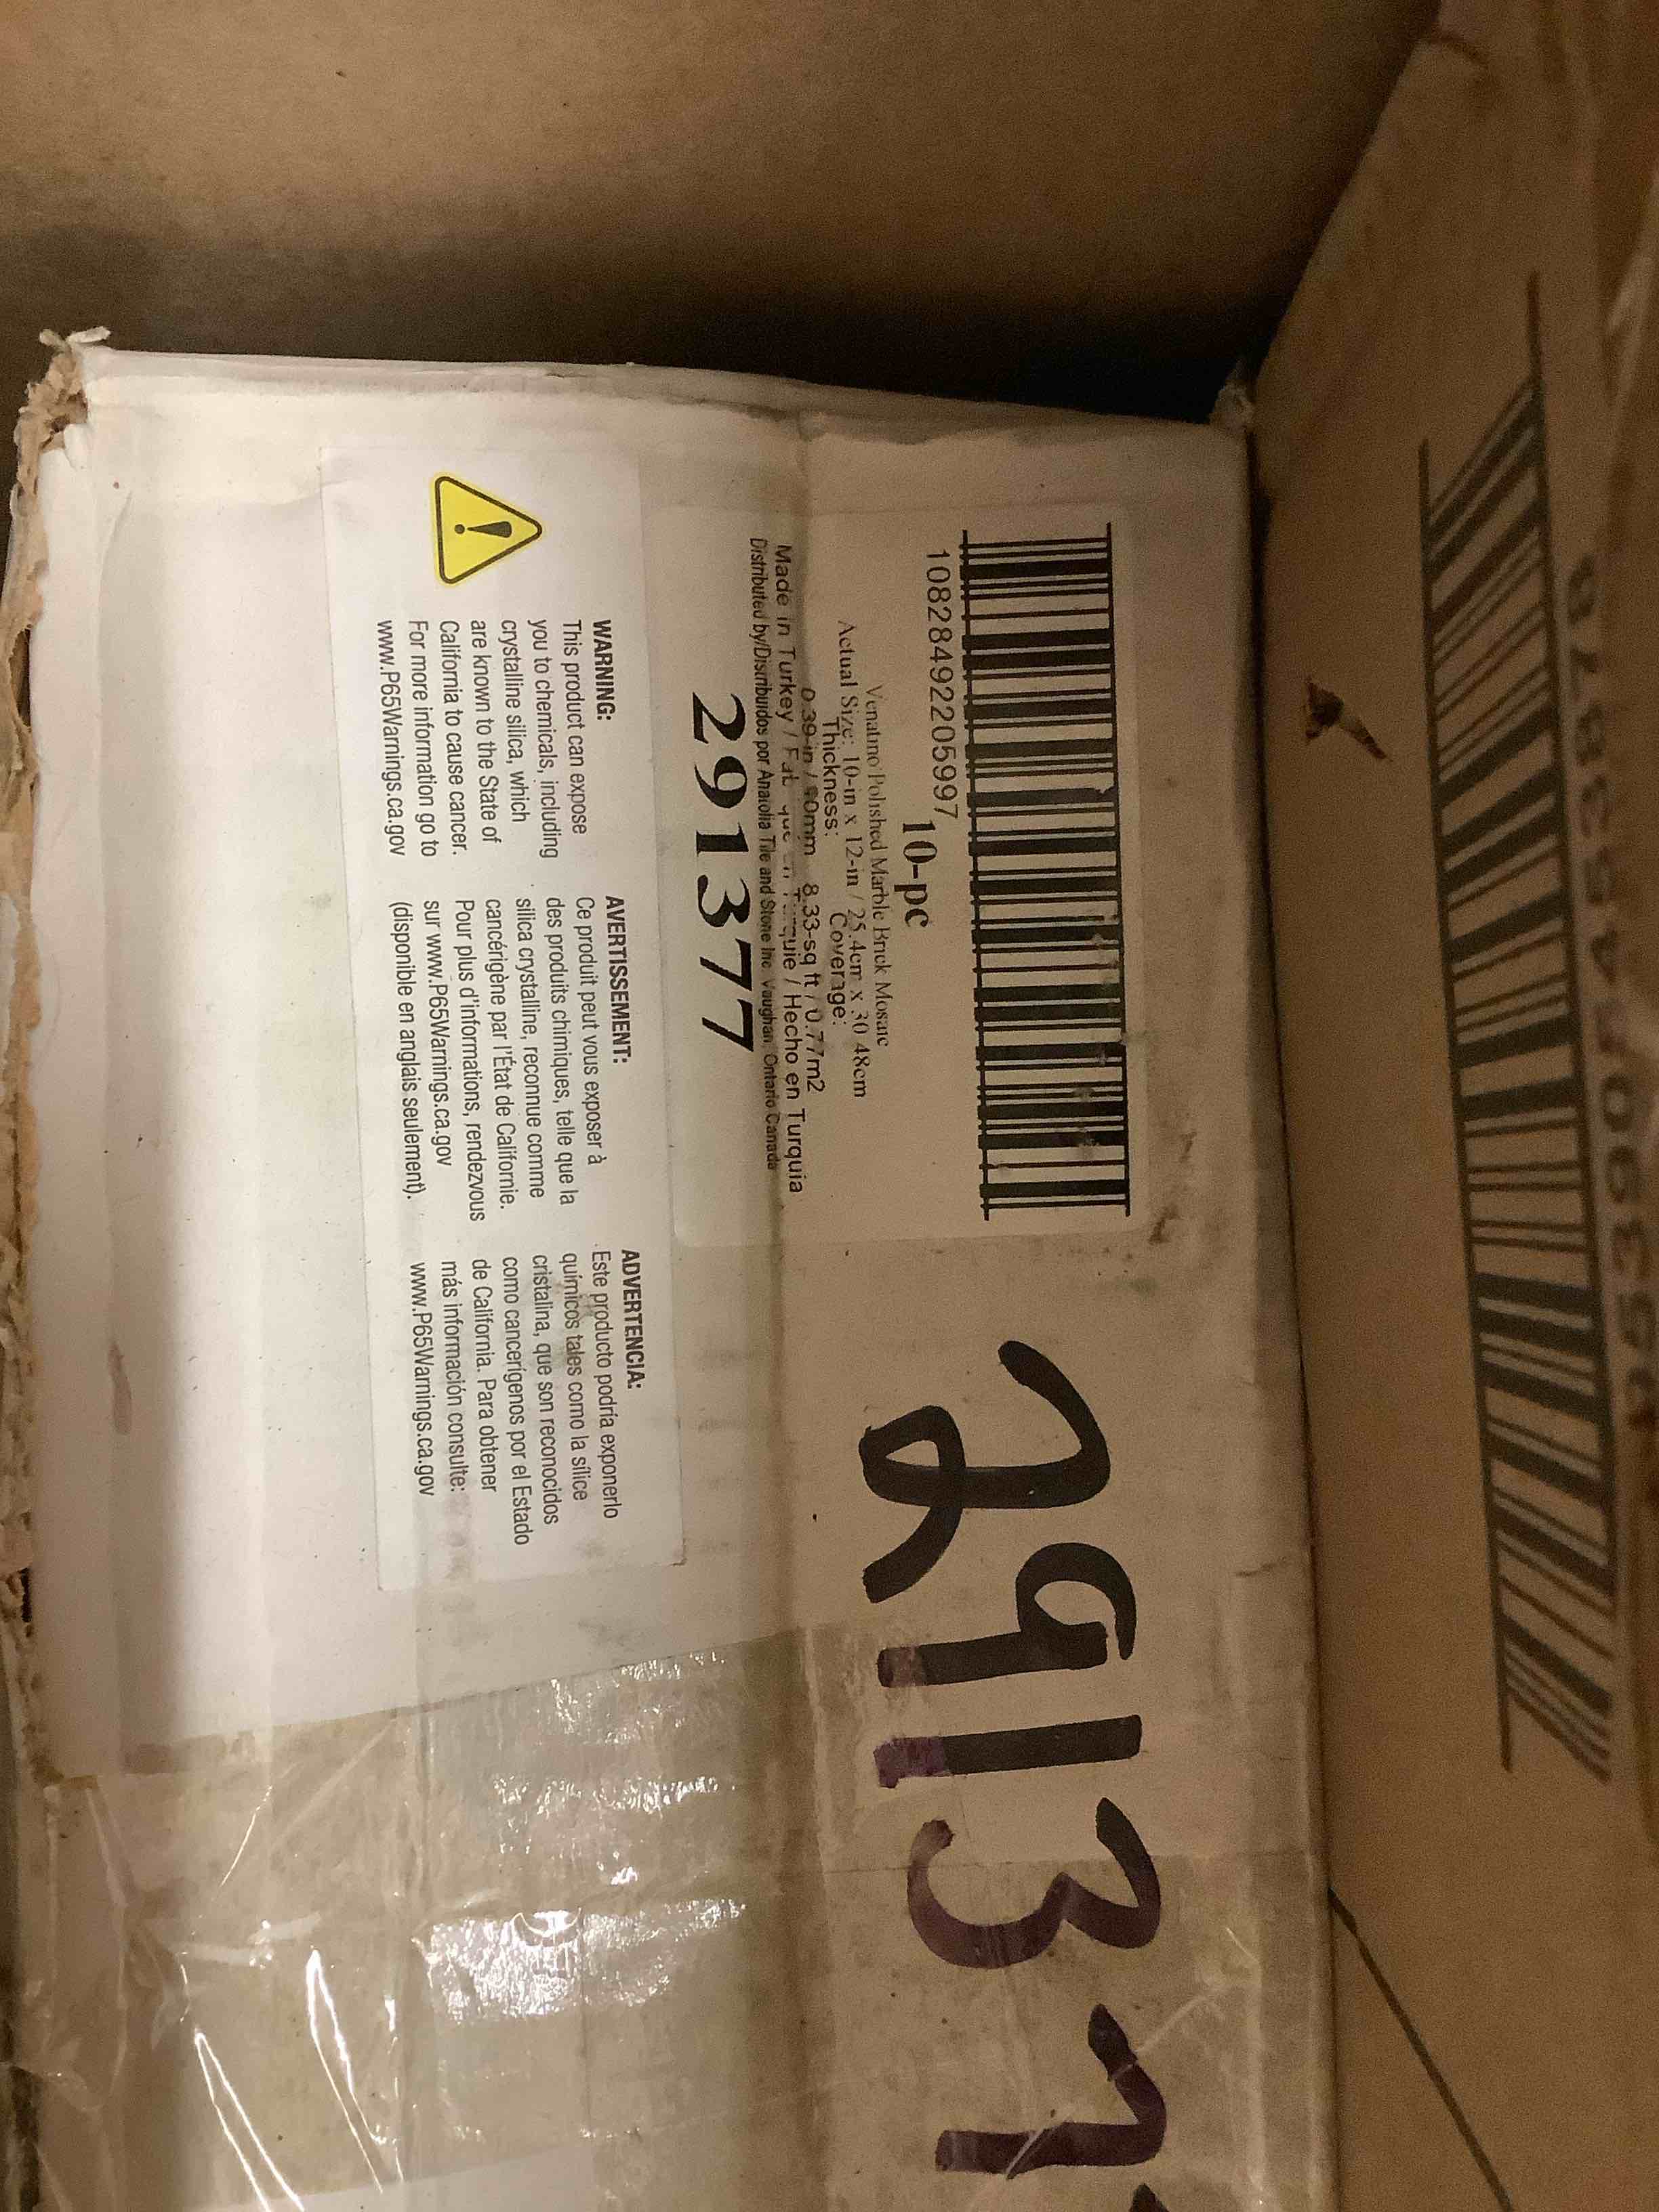 10828492205997
10-pc
Venatino Polished Marble Brick Mosaic
Actual Size: 10-in x 12-in / 25.4cm x 30.48cm
Thickness: Coverage:
0.39-in / 8.33-sq ft / 0.77m2
Made in Turkey / en / Hecho en Turquia
Distributed by/Distribuidos por Anatolia Tile and Stone Inc. Vaughan, Ontario Canada
291377
WARNING:
This product can expose
you to chemicals, including
crystalline silica, which
are known to the State of
California to cause cancer.
For more information go to
www.P65Warnings.ca.gov
AVERTISSEMENT:
Ce produit peut vous exposer à
des produits chimiques, telle que la
silica crystalline, reconnue comme
cancérigène par l'État de Californie.
Pour plus d'informations, rendezvous
sur www.P65Warnings.ca.gov
(disponible en anglais seulement).
ADVERTENCIA:
Este producto podría exponerlo
químicos tales como la sílice
cristalina, que son reconocidos
como cancerígenos por el Estado
de California. Para obtener
más información consulte:
www.P65Warnings.ca.gov
29137